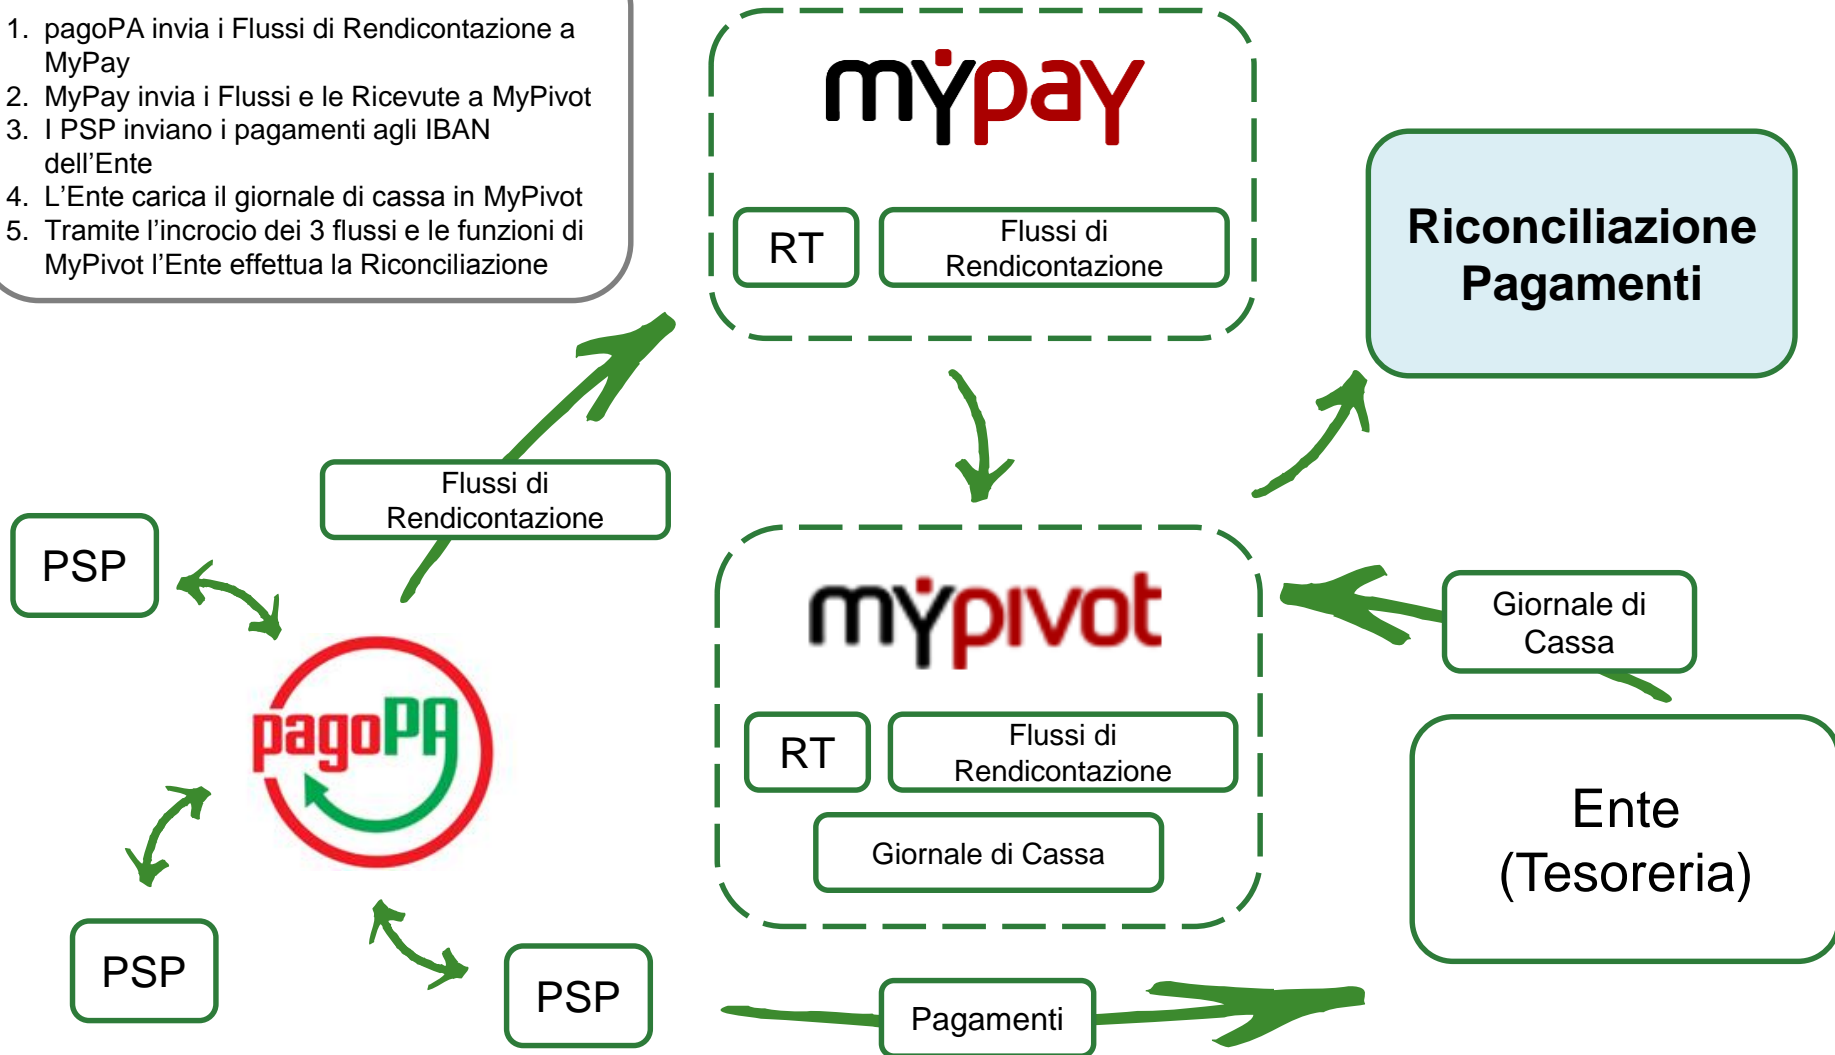 1. pagoPA invia i Flussi di Rendicontazione a
MyPay
2. MyPay invia i Flussi e le Ricevute a MyPivot
3. I PSP inviano i pagamenti agli IBAN
dell’Ente
4. L’Ente carica il giornale di cassa in MyPivot
5. Tramite l’incrocio dei 3 flussi e le funzioni di
MyPivot l’Ente effettua la Riconciliazione
mypay
RT
Flussi di
Rendicontazione
Riconciliazione
Pagamenti
Flussi di
Rendicontazione
PSP
pagoPA
PSP
PSP
mypivot
RT
Flussi di
Rendicontazione
Giornale di Cassa
Giornale di
Cassa
Ente
(Tesoreria)
Pagamenti